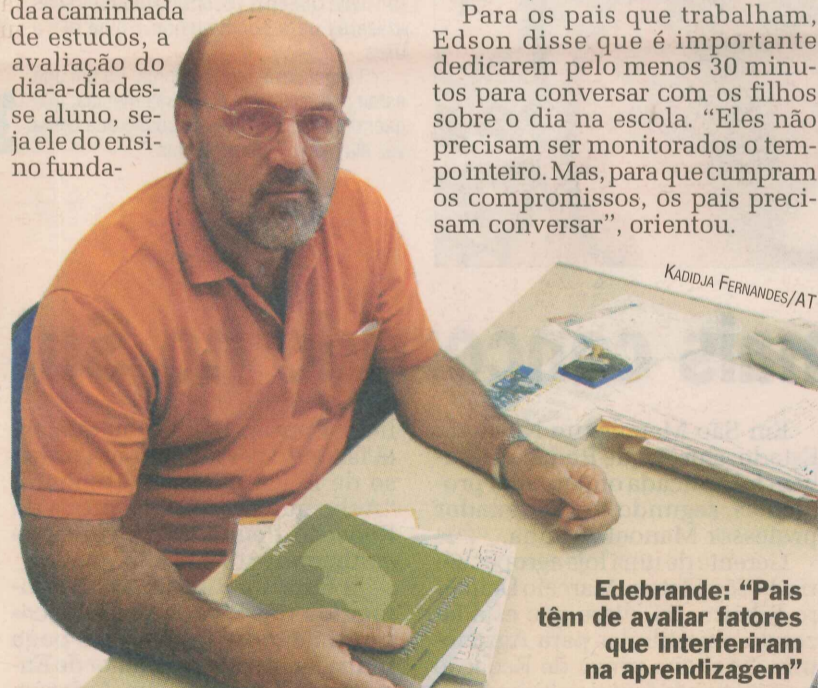 da a caminhada
de estudos, a
avaliação do
dia-a-dia des-
se aluno, se-
ja ele do ensi-
no funda-
Para os pais que trabalham,
Edson disse que é importante
dedicarem pelo menos 30 minu-
tos para conversar com os filhos
sobre o dia na escola. “Eles não
precisam ser monitorados o tem-
po inteiro. Mas, para que cumpram
os compromissos, os pais preci-
sam conversar”, orientou.
KADIDJA FERNANDES/AT
Edebrande: “Pais
têm de avaliar fatores
que interferiram
na aprendizagem”